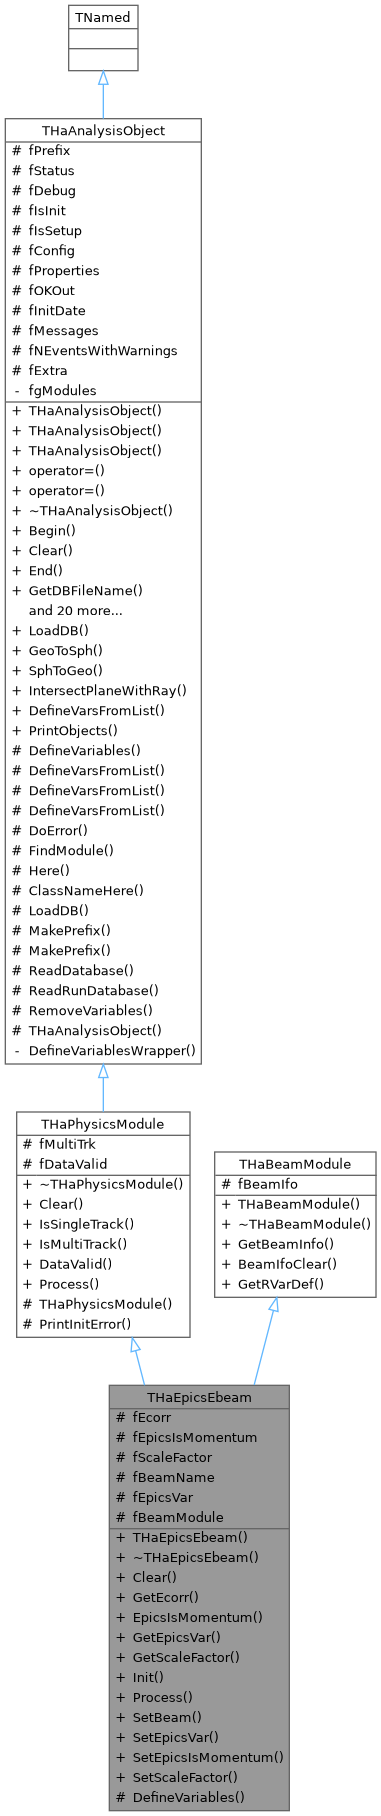 TNamed
THaAnalysisObject
# fPrefix
# fStatus
# fDebug
# fIsInit
# fIsSetup
# fConfig
# fProperties
# fOKOut
# fInitDate
# fMessages
# fNEventsWithWarnings
# fExtra
- fgModules
+ THaAnalysisObject()
+ THaAnalysisObject()
+ THaAnalysisObject()
+ operator=()
+ operator=()
+ ~THaAnalysisObject()
+ Begin()
+ Clear()
+ End()
+ GetDBFileName()
and 20 more...
+ LoadDB()
+ GeoToSph()
+ SphToGeo()
+ IntersectPlaneWithRay()
+ DefineVarsFromList()
+ PrintObjects()
# DefineVariables()
# DefineVarsFromList()
# DefineVarsFromList()
# DefineVarsFromList()
# DoError()
# FindModule()
# Here()
# ClassNameHere()
# LoadDB()
# MakePrefix()
# MakePrefix()
# ReadDatabase()
# ReadRunDatabase()
# RemoveVariables()
# THaAnalysisObject()
- DefineVariablesWrapper()
THaPhysicsModule
# fMultiTrk
# fDataValid
+ ~THaPhysicsModule()
+ Clear()
+ IsSingleTrack()
+ IsMultiTrack()
+ DataValid()
+ Process()
# THaPhysicsModule()
# PrintInitError()
THaBeamModule
# fBeamIfo
+ THaBeamModule()
+ ~THaBeamModule()
+ GetBeamInfo()
+ BeamIfoClear()
+ GetRVarDef()
THaEpicsEbeam
# fEcorr
# fEpicsIsMomentum
# fScaleFactor
# fBeamName
# fEpicsVar
# fBeamModule
+ THaEpicsEbeam()
+ ~THaEpicsEbeam()
+ Clear()
+ GetEcorr()
+ EpicsIsMomentum()
+ GetEpicsVar()
+ GetScaleFactor()
+ Init()
+ Process()
+ SetBeam()
+ SetEpicsVar()
+ SetEpicsIsMomentum()
+ SetScaleFactor()
# DefineVariables()